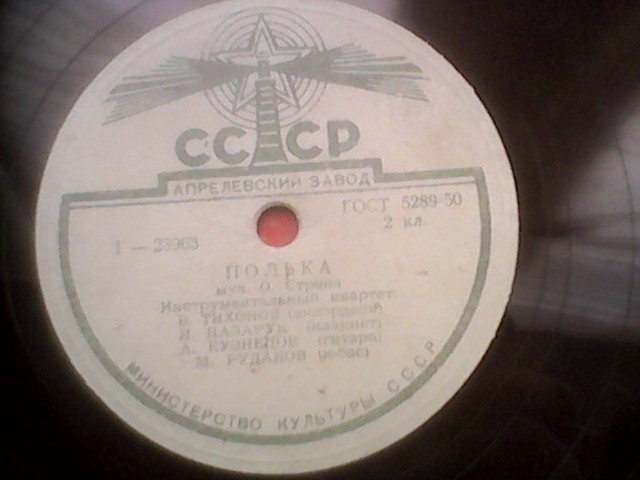 СССР
АПРЕЛЕВСКИЙ ЗАВОД
ГОСТ 5289-50
2 кл.
Г — 23963
ПОЛЬКА
муз. О. Строка
Инструментальный квартет:
Б. ТИХОНОВ (аккордеон)
НАЗАРУК (кларнет)
А. КУЗНЕЦОВ (гитара)
М. РУДАКОВ (к-бас)
МИНИСТЕРСТВО КУЛЬТУРЫ СССР